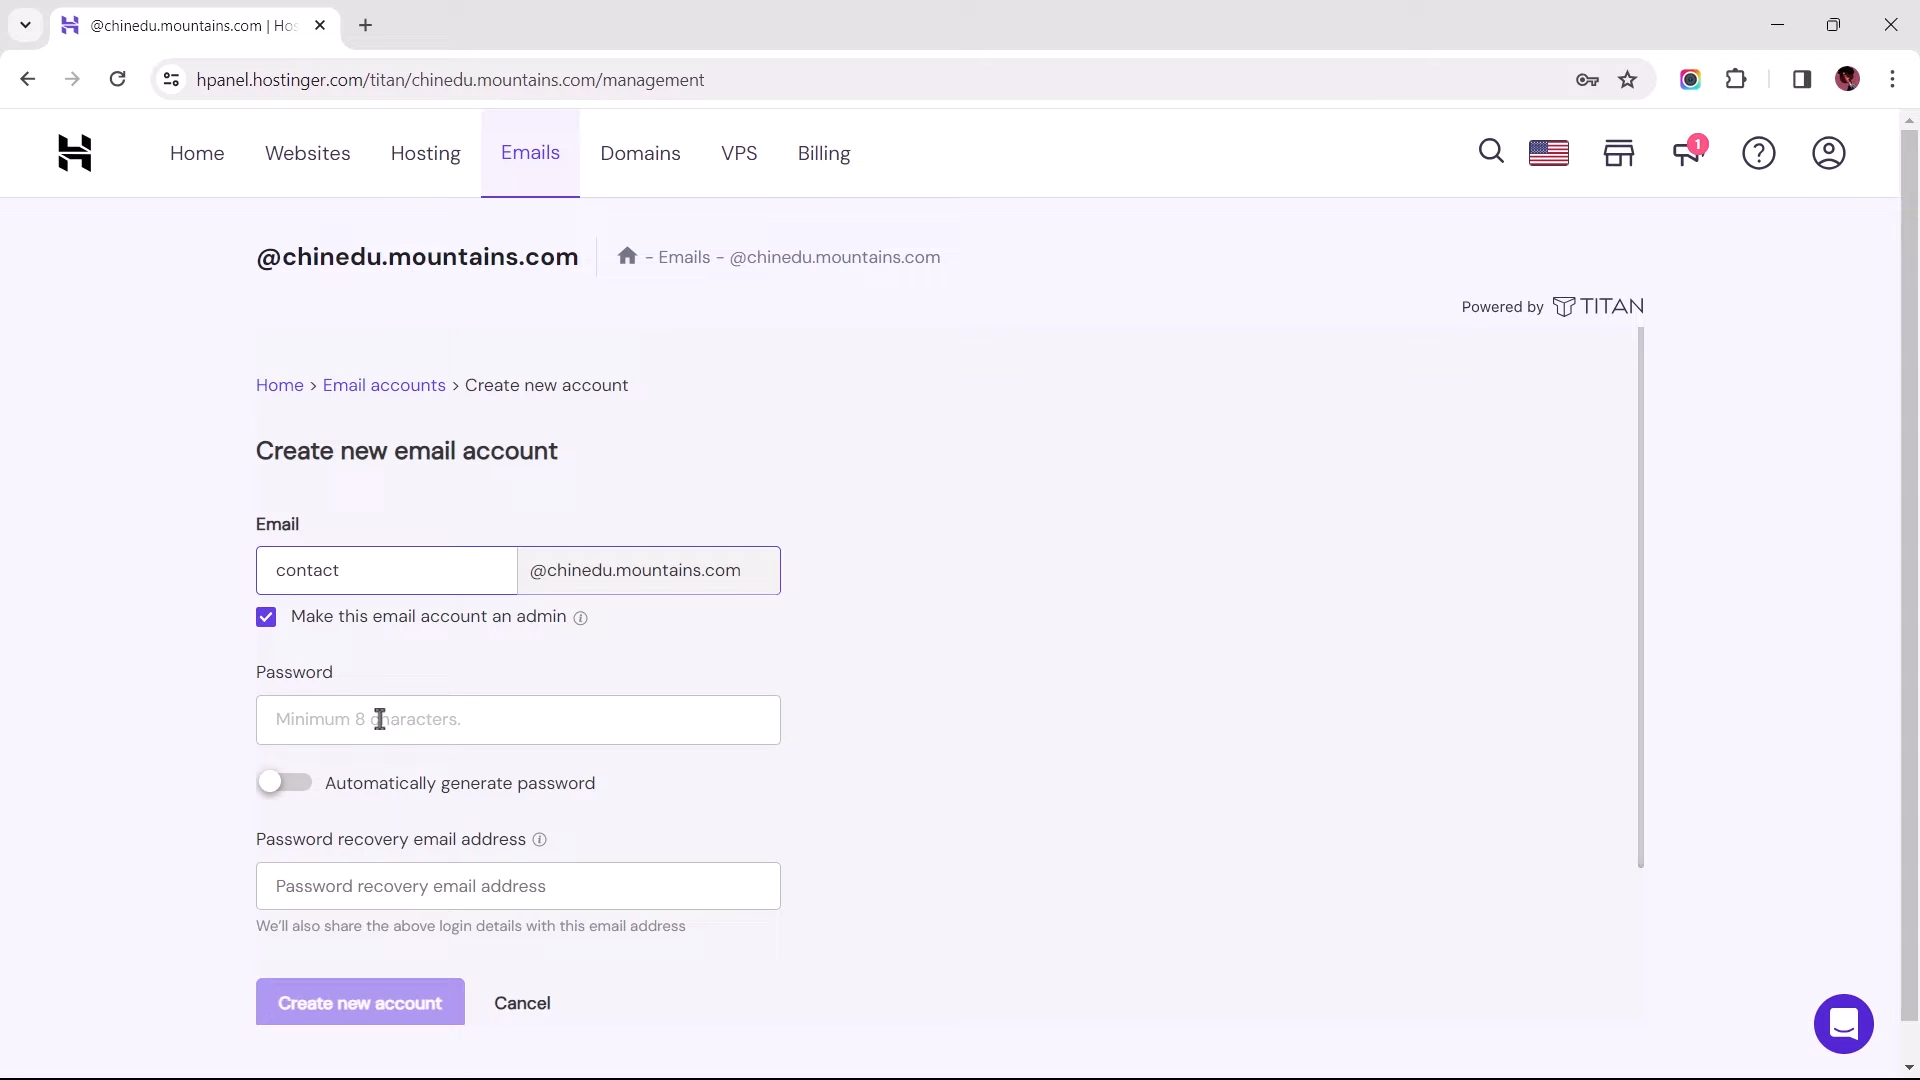 @chinedu.mountains.com | Hos
hpanel.hostinger.com/titan/chinedu.mountains.com/management
Home Websites Hosting Emails Domains VPS Billing 1
@chinedu.mountains.com - Emails - @chinedu.mountains.com
Powered by TITAN
Home > Email accounts > Create new account
Create new email account
Email
contact @chinedu.mountains.com
Make this email account an admin
Password
Minimum 8 characters.
Automatically generate password
Password recovery email address
Password recovery email address
We'll also share the above login details with this email address
Create new account Cancel